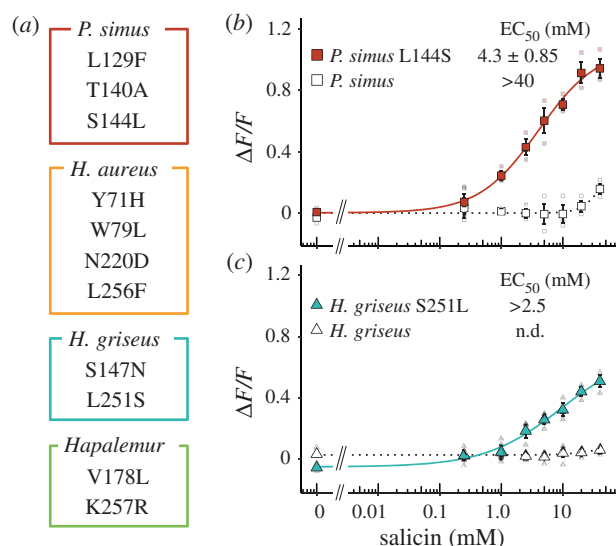 (a)
P. simus
L129F
T140A
S144L
H. aureus
Y71H
W79L
N220D
L256F
H. griseus
S147N
L251S
Hapalemur
V178L
K257R
(b)
EC50 (mM)
P. simus L144S 4.3 ± 0.85
P. simus >40
1.2
0.8
0.4
0
ΔF/F
(c)
EC50 (mM)
H. griseus S251L >2.5
H. griseus n.d.
1.2
0.8
0.4
0
ΔF/F
0 0.01 0.1 1.0 10
salicin (mM)